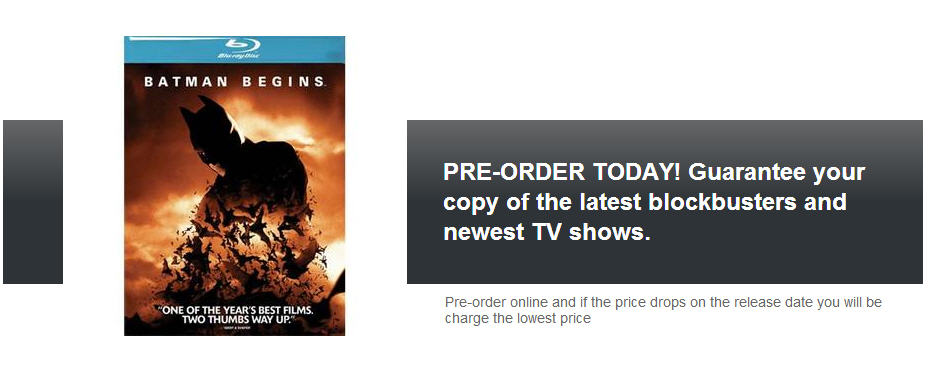 Blu-ray Disc
BATMAN BEGINS
"ONE OF THE YEAR'S BEST FILMS.
TWO THUMBS WAY UP."
PRE-ORDER TODAY! Guarantee your
copy of the latest blockbusters and
newest TV shows.
Pre-order online and if the price drops on the release date you will be
charge the lowest price